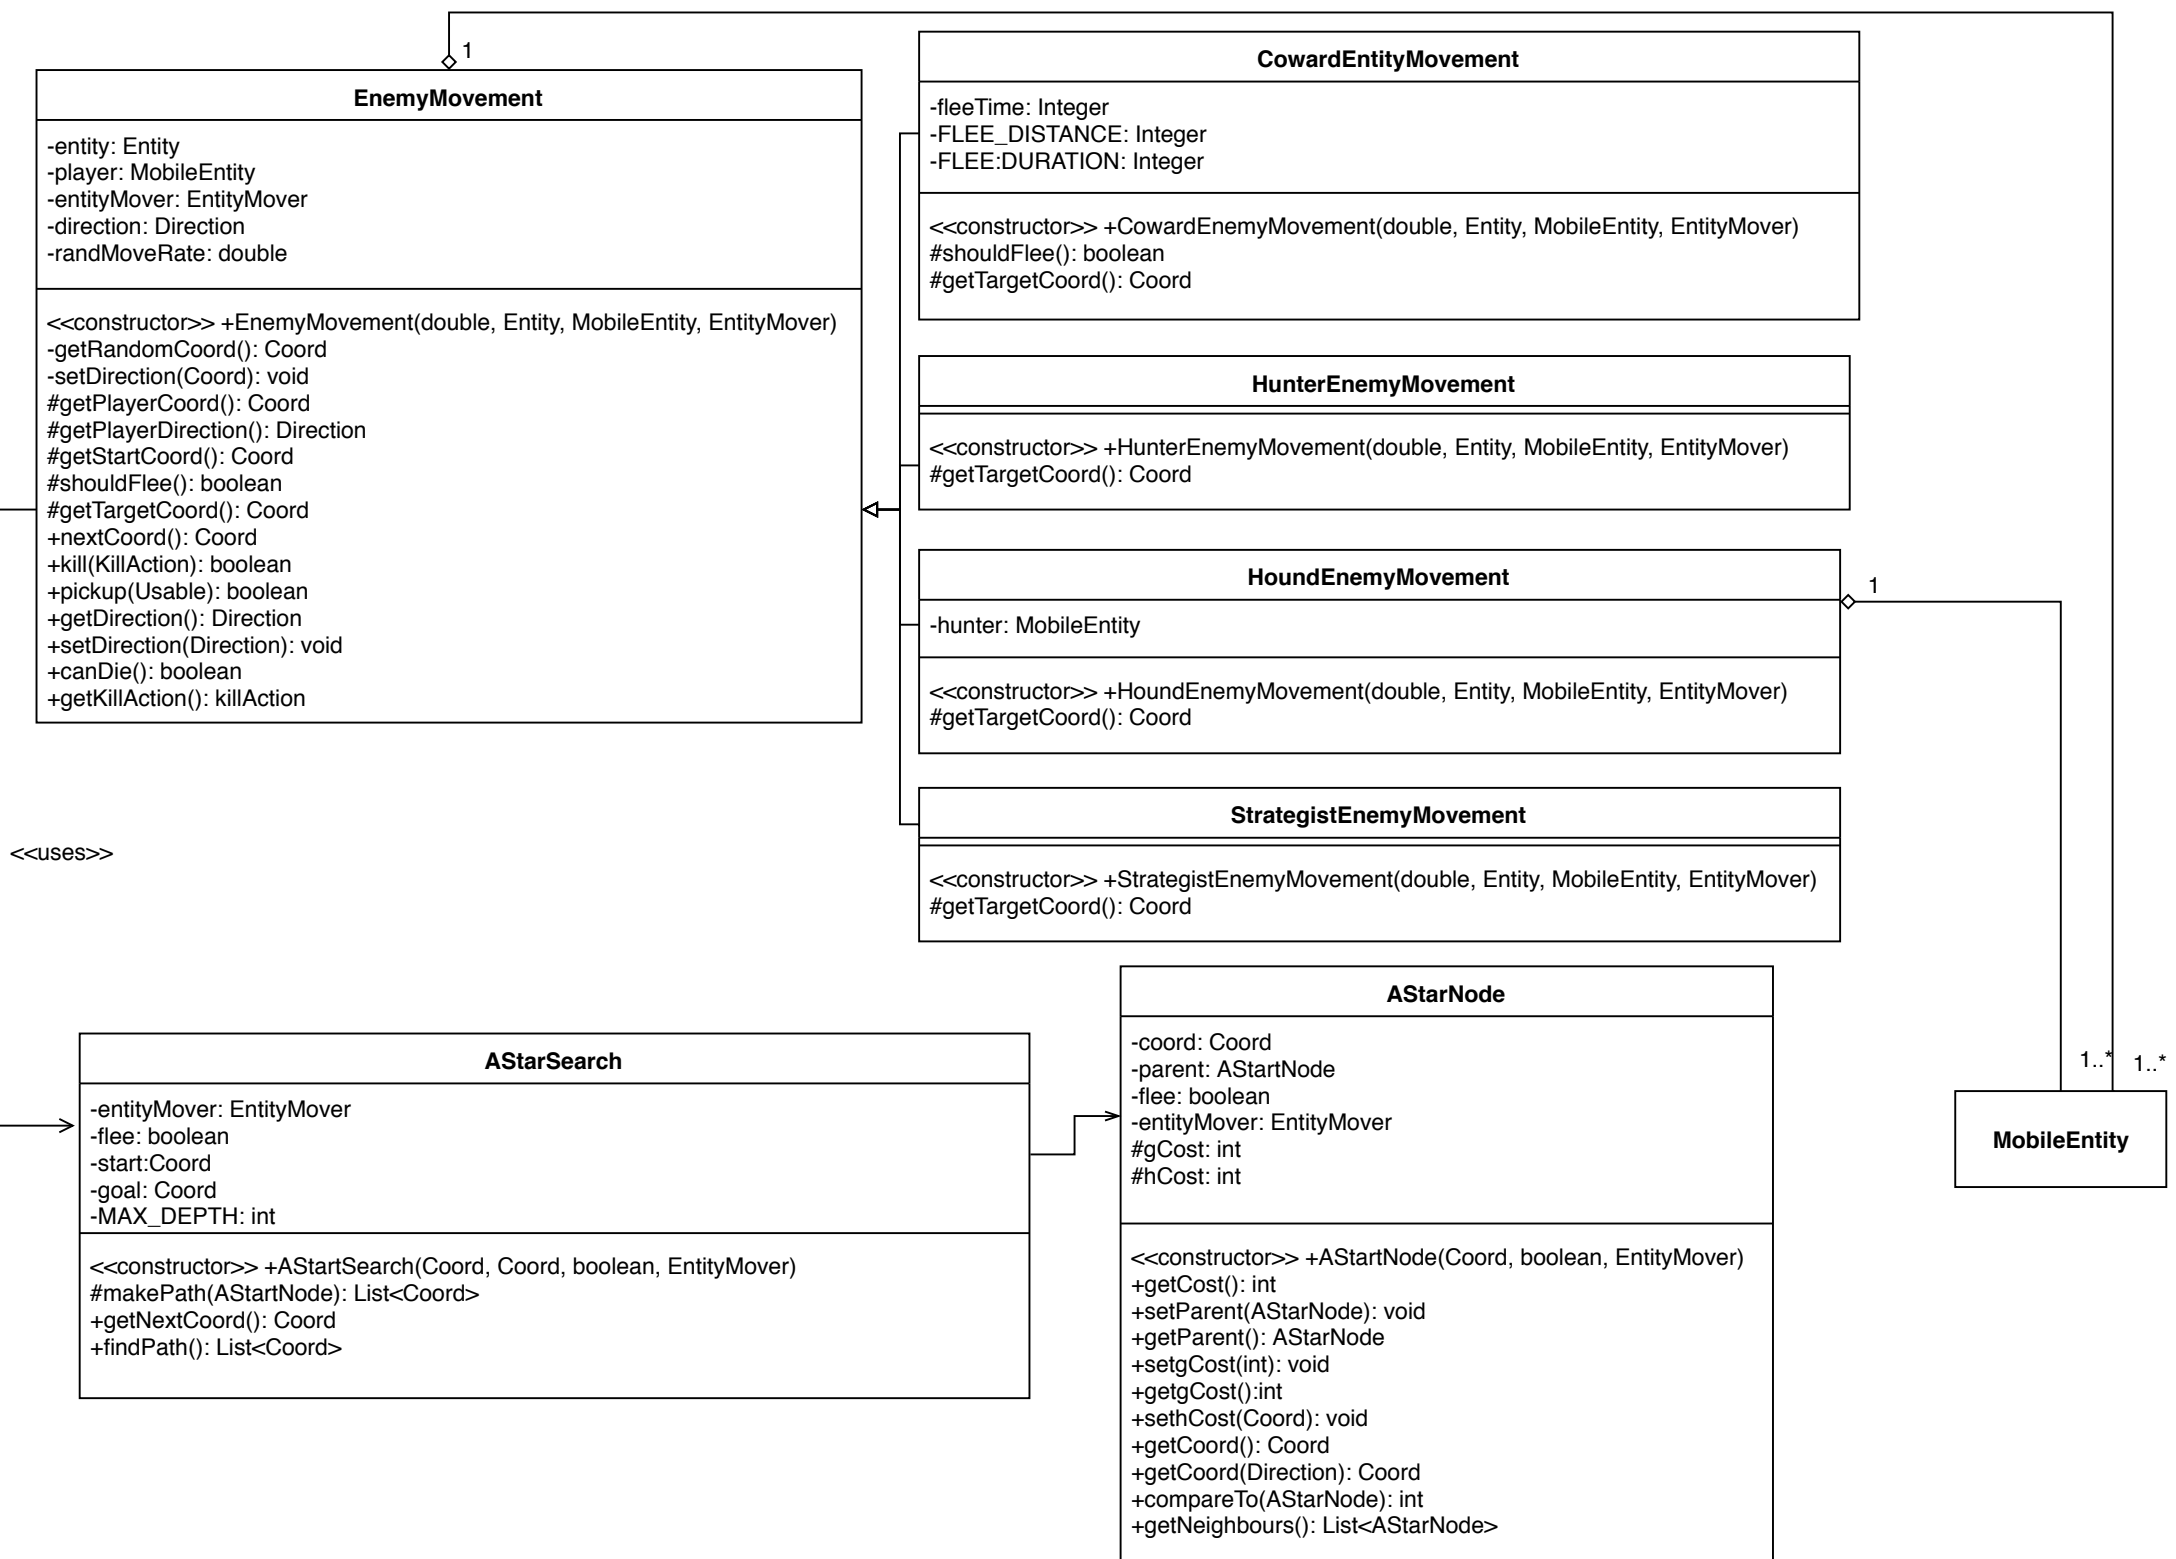 1
EnemyMovement
-entity: Entity
-player: MobileEntity
-entityMover: EntityMover
-direction: Direction
-randMoveRate: double
<<constructor>> +EnemyMovement(double, Entity, MobileEntity, EntityMover)
-getRandomCoord(): Coord
-setDirection(Coord): void
#getPlayerCoord(): Coord
#getPlayerDirection(): Direction
#getStartCoord(): Coord
#shouldFlee(): boolean
#getTargetCoord(): Coord
+nextCoord(): Coord
+kill(KillAction): boolean
+pickup(Usable): boolean
+getDirection(): Direction
+setDirection(Direction): void
+canDie(): boolean
+getKillAction(): killAction
CowardEntityMovement
-fleeTime: Integer
-FLEE_DISTANCE: Integer
-FLEE:DURATION: Integer
<<constructor>> +CowardEnemyMovement(double, Entity, MobileEntity, EntityMover)
#shouldFlee(): boolean
#getTargetCoord(): Coord
HunterEnemyMovement
<<constructor>> +HunterEnemyMovement(double, Entity, MobileEntity, EntityMover)
#getTargetCoord(): Coord
HoundEnemyMovement
1
-hunter: MobileEntity
<<constructor>> +HoundEnemyMovement(double, Entity, MobileEntity, EntityMover)
#getTargetCoord(): Coord
StrategistEnemyMovement
<<constructor>> +StrategistEnemyMovement(double, Entity, MobileEntity, EntityMover)
#getTargetCoord(): Coord
<<uses>>
AStarSearch
-entityMover: EntityMover
-flee: boolean
-start:Coord
-goal: Coord
-MAX_DEPTH: int
<<constructor>> +AStartSearch(Coord, Coord, boolean, EntityMover)
#makePath(AStartNode): List<Coord>
+getNextCoord(): Coord
+findPath(): List<Coord>
AStarNode
-coord: Coord
-parent: AStartNode
-flee: boolean
-entityMover: EntityMover
#gCost: int
#hCost: int
<<constructor>> +AStartNode(Coord, boolean, EntityMover)
+getCost(): int
+setParent(AStarNode): void
+getParent(): AStarNode
+setgCost(int): void
+getgCost():int
+sethCost(Coord): void
+getCoord(): Coord
+getCoord(Direction): Coord
+compareTo(AStarNode): int
+getNeighbours(): List<AStarNode>
1..*
1..*
MobileEntity